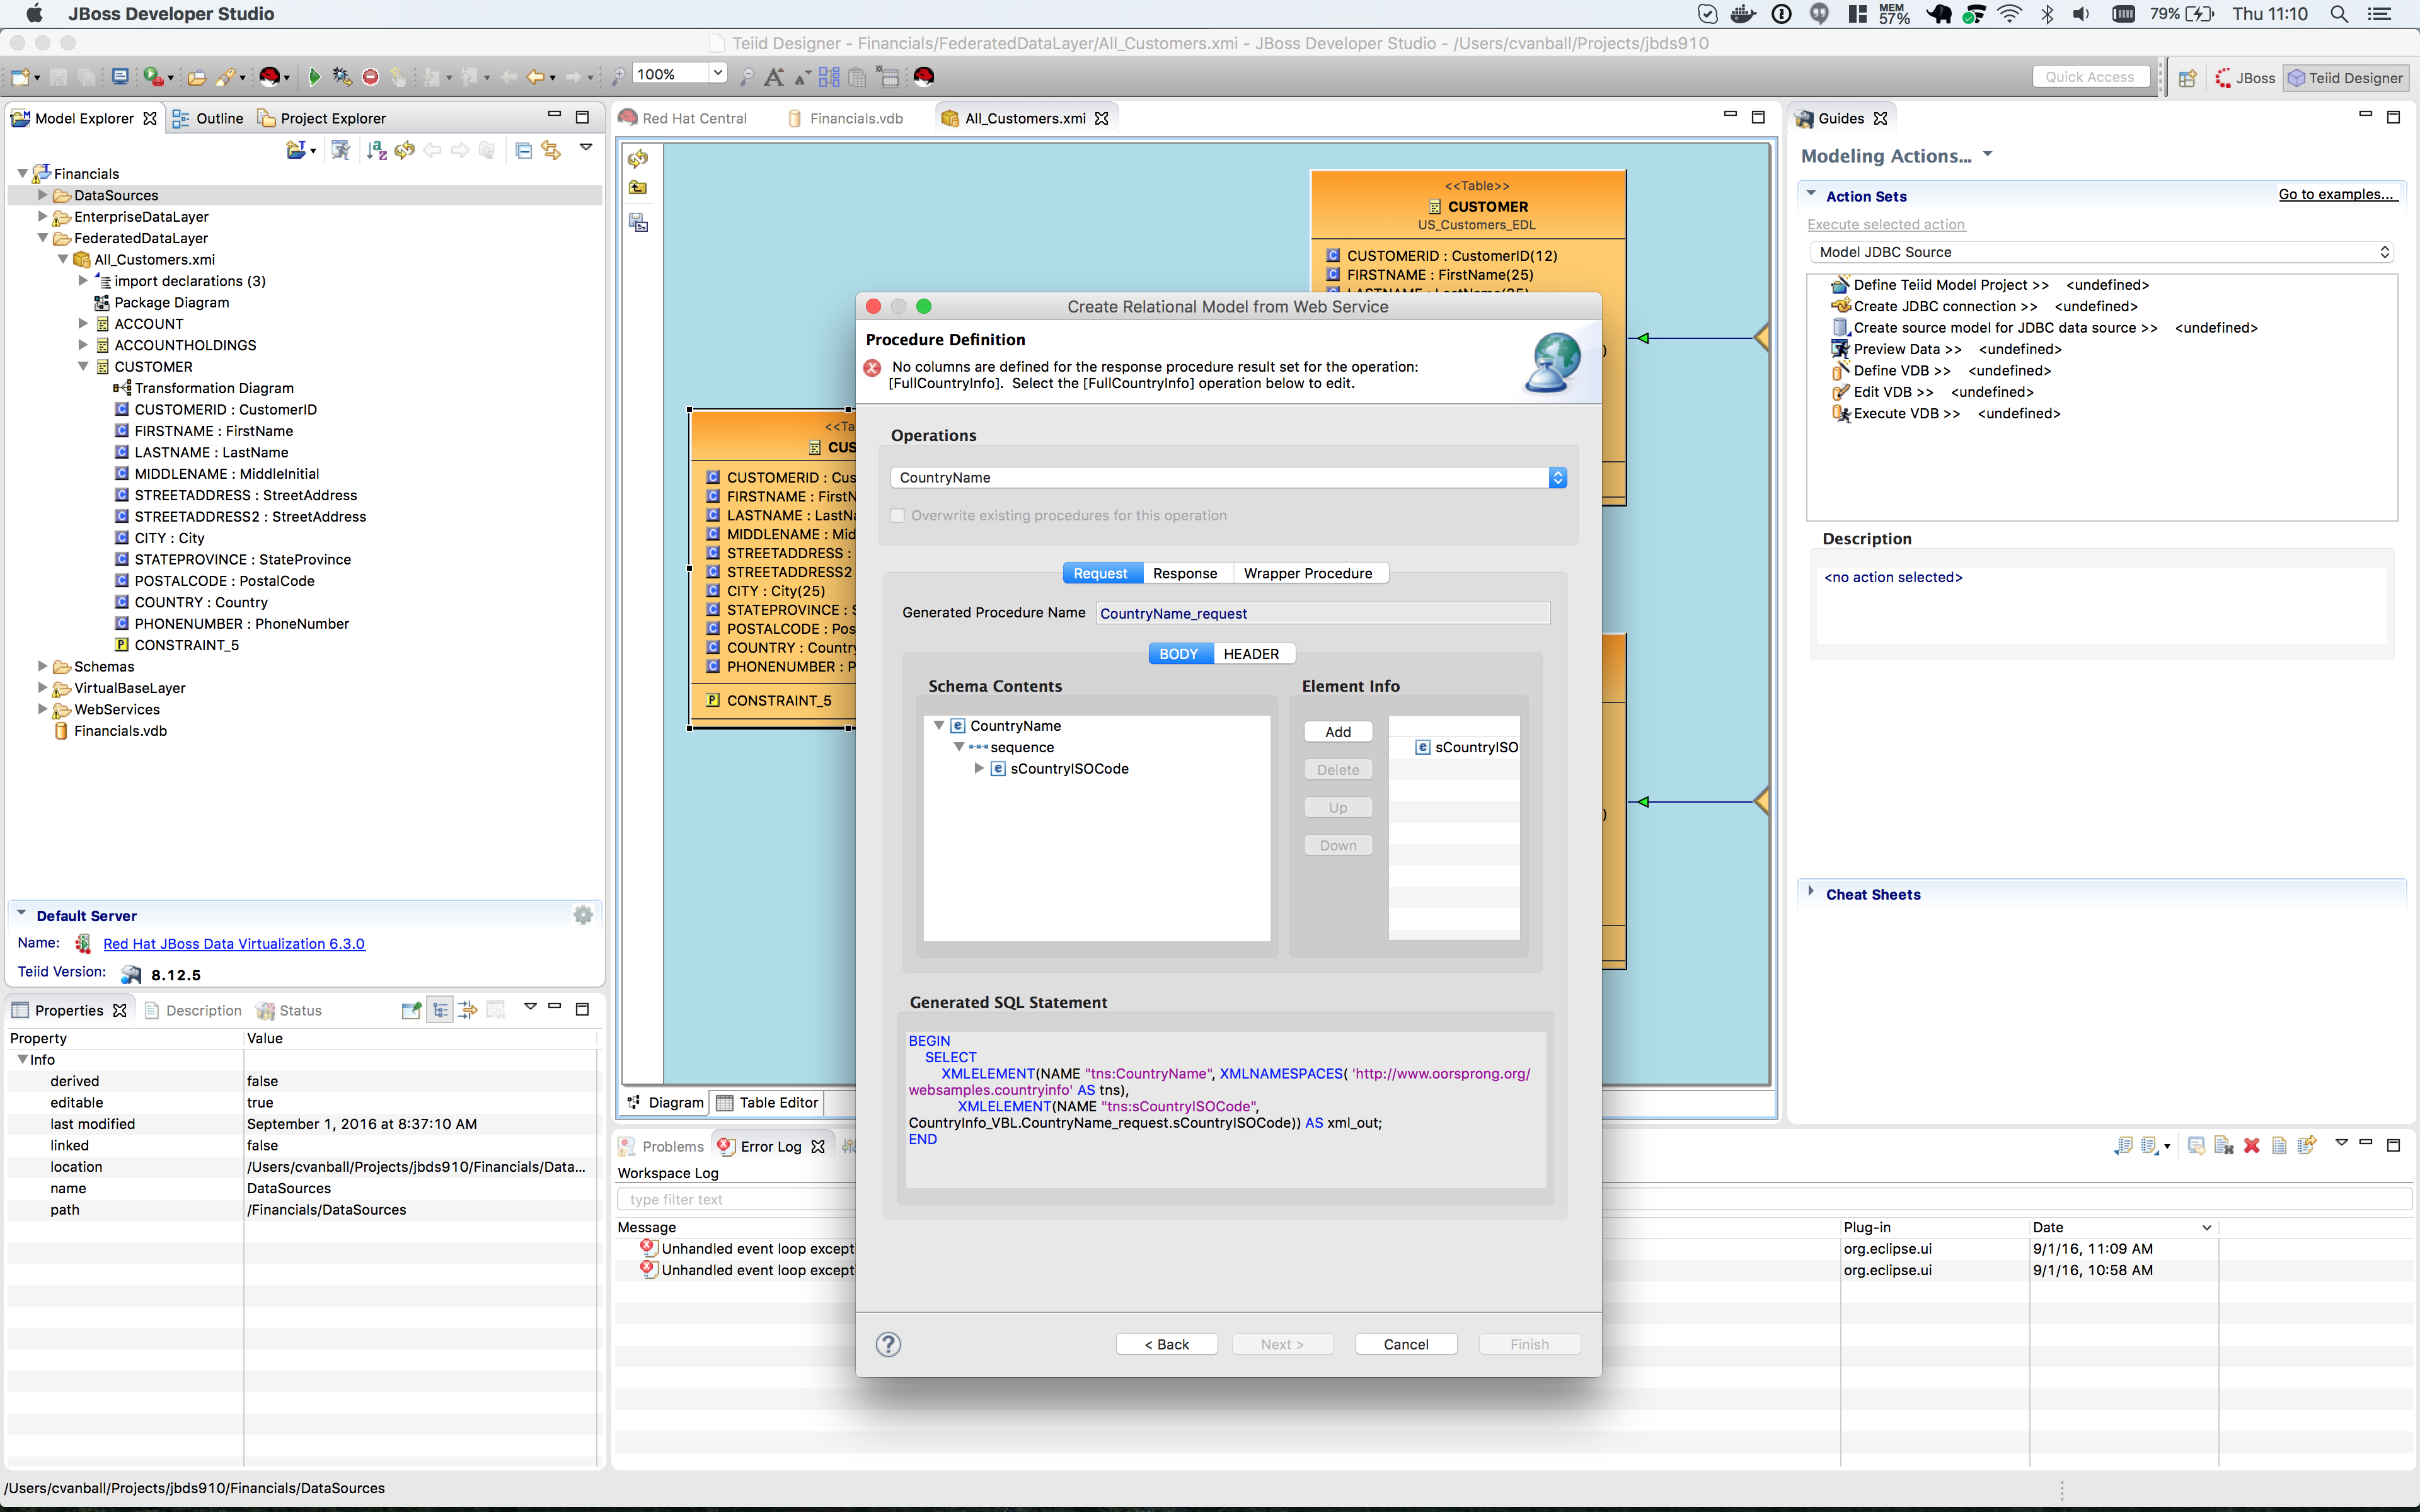 JBoss Developer Studio
MEM
57%
79%
Thu 11:10
Teiid Designer - Financials/FederatedDataLayer/All_Customers.xmi - JBoss Developer Studio - /Users/cvanball/Projects/jbds910
100%
Quick Access
JBoss
Teiid Designer
Model Explorer
Outline
Project Explorer
Financials
DataSources
EnterpriseDataLayer
FederatedDataLayer
All_Customers.xmi
import declarations (3)
Package Diagram
ACCOUNT
ACCOUNTHOLDINGS
CUSTOMER
Transformation Diagram
CUSTOMERID : CustomerID
FIRSTNAME : FirstName
LASTNAME : LastName
MIDDLENAME : MiddleInitial
STREETADDRESS : StreetAddress
STREETADDRESS2 : StreetAddress
CITY : City
STATEPROVINCE : StateProvince
POSTALCODE : PostalCode
COUNTRY : Country
PHONENUMBER : PhoneNumber
CONSTRAINT_5
Schemas
VirtualBaseLayer
WebServices
Financials.vdb
Default Server
Name:
Red Hat JBoss Data Virtualization 6.3.0
Teiid Version:
8.12.5
Properties
Description
Status
Property
Value
Info
derived
false
editable
true
last modified
September 1, 2016 at 8:37:10 AM
linked
false
location
/Users/cvanball/Projects/jbds910/Financials/Data...
name
DataSources
path
/Financials/DataSources
/Users/cvanball/Projects/jbds910/Financials/DataSources
Red Hat Central
Financials.vdb
All_Customers.xmi
<<Table>>
CUSTOMER
US_Customers_EDL
CUSTOMERID : CustomerID(12)
FIRSTNAME : FirstName(25)
<<Ta
CUS
CUSTOMERID : Cus
FIRSTNAME : FirstN
LASTNAME : LastNa
MIDDLENAME : Mid
STREETADDRESS :
STREETADDRESS2
CITY : City(25)
STATEPROVINCE : S
POSTALCODE : Pos
COUNTRY : Country
PHONENUMBER : P
CONSTRAINT_5
Diagram
Table Editor
Create Relational Model from Web Service
Procedure Definition
No columns are defined for the response procedure result set for the operation:
[FullCountryInfo]. Select the [FullCountryInfo] operation below to edit.
Operations
CountryName
Overwrite existing procedures for this operation
Request
Response
Wrapper Procedure
Generated Procedure Name
CountryName_request
BODY
HEADER
Schema Contents
Element Info
CountryName
sequence
sCountryISOCode
Add
Delete
Up
Down
sCountryISO
Generated SQL Statement
BEGIN
SELECT
XMLELEMENT(NAME "tns:CountryName", XMLNAMESPACES( 'http://www.oorsprong.org/
websamples.countryinfo' AS tns),
XMLELEMENT(NAME "tns:sCountryISOCode",
CountryInfo_VBL.CountryName_request.sCountryISOCode)) AS xml_out;
END
< Back
Next >
Cancel
Finish
Problems
Error Log
Workspace Log
type filter text
Message
Plug-in
Date
Unhandled event loop except
org.eclipse.ui
9/1/16, 11:09 AM
Unhandled event loop except
org.eclipse.ui
9/1/16, 10:58 AM
Guides
Modeling Actions...
Action Sets
Go to examples...
Execute selected action
Model JDBC Source
Define Teiid Model Project >> <undefined>
Create JDBC connection >> <undefined>
Create source model for JDBC data source >> <undefined>
Preview Data >> <undefined>
Define VDB >> <undefined>
Edit VDB >> <undefined>
Execute VDB >> <undefined>
Description
<no action selected>
Cheat Sheets